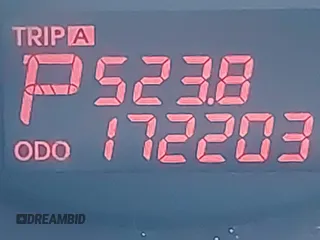 TRIP A
P 523.8
ODO 172203
DREAMBID